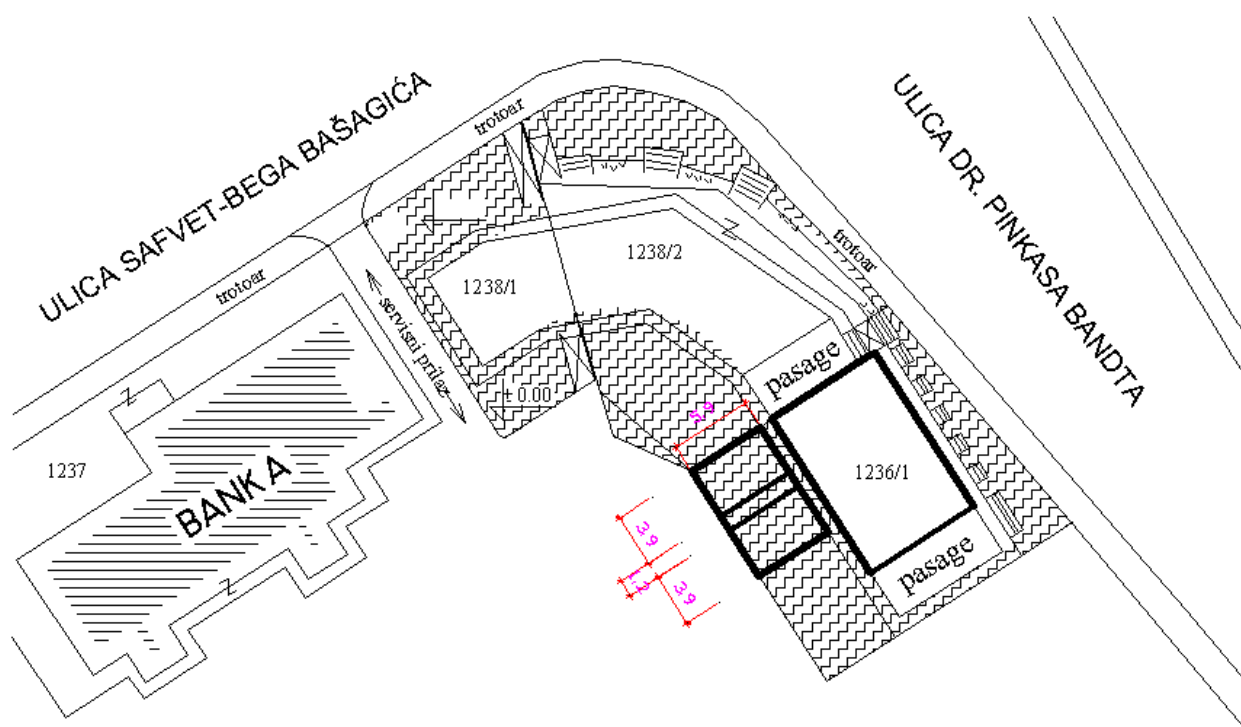 ULICA SAFVET-BEGA BAŠAGIĆA
ULICA DR. PINKASA BANDTA
trotoar
trotoar
trotoar
1238/2
1238/1
servisni prilaz
± 0.00
pasage
5.9
1236/1
1237
BANKA
Z
Z
Z
3.9
1.2
3.9
pasage